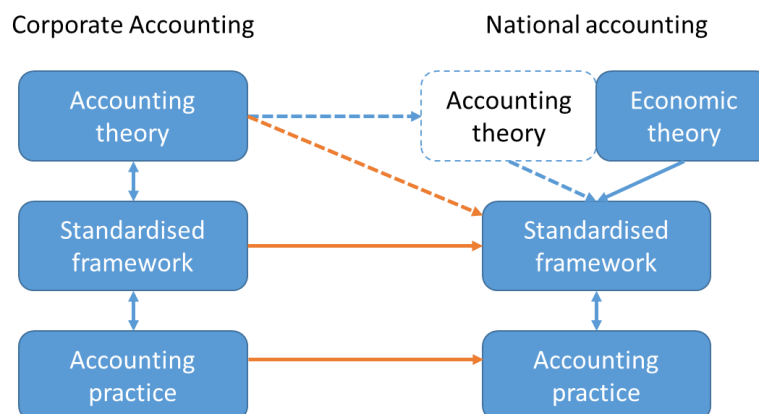 Corporate Accounting
National accounting
Accounting
theory
Accounting
theory
Economic
theory
Standardised
framework
Standardised
framework
Accounting
practice
Accounting
practice